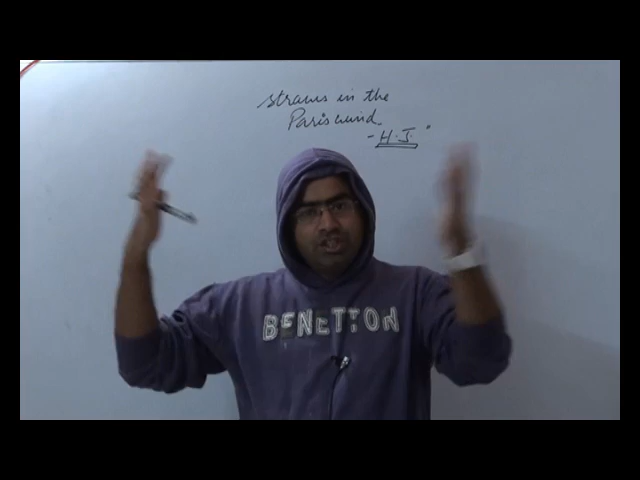 straws in the
Paris wind.
- H.J."
BENETTON